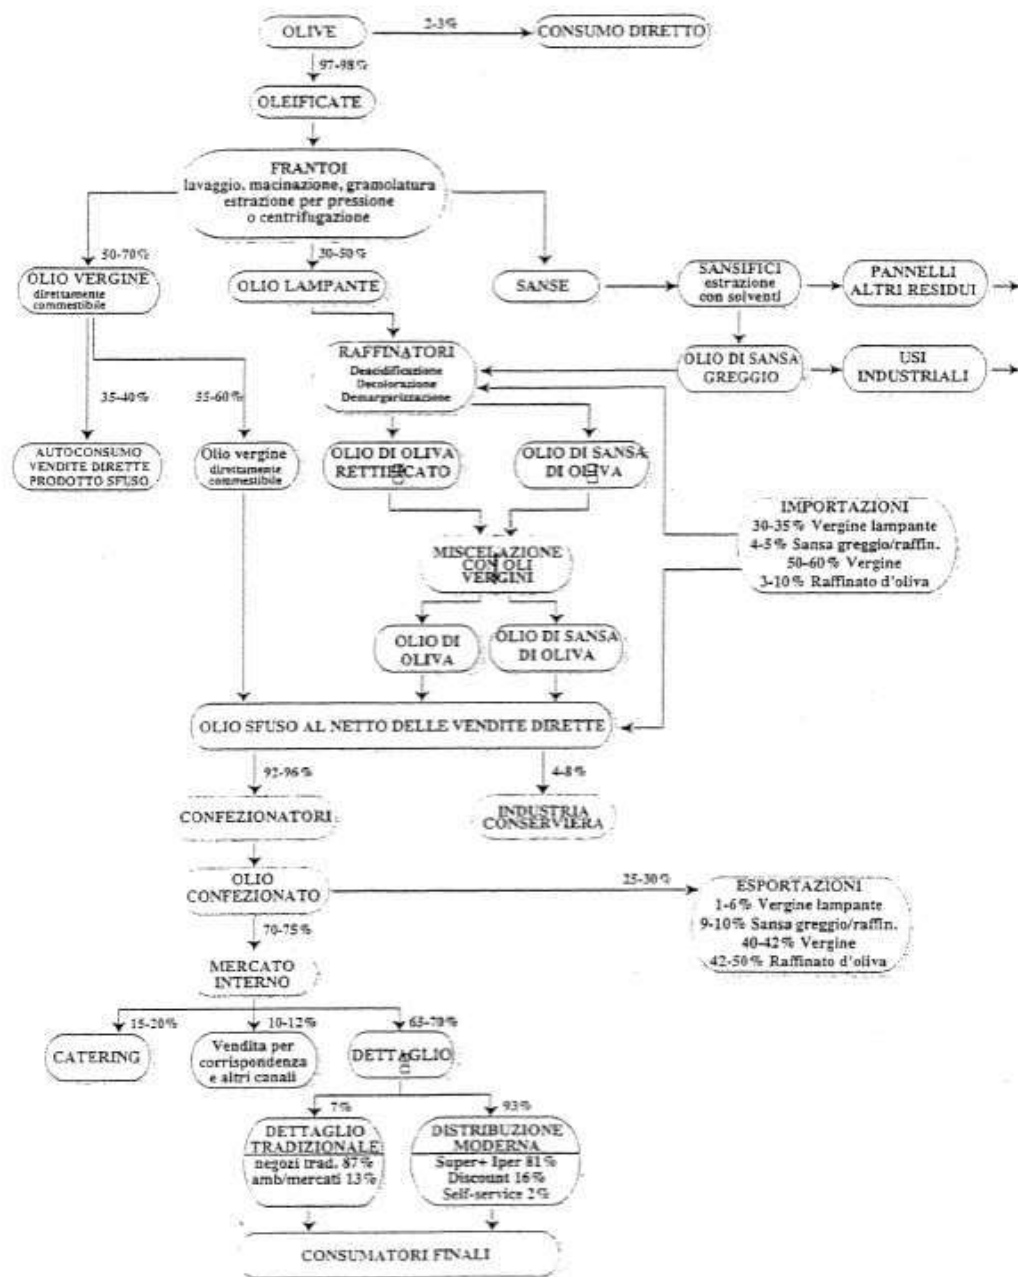 OLIVE
2-3%
CONSUMO DIRETTO
97-98%
OLEIFICATE
FRANTOI
lavaggio, macinazione, gramolatura
estrazione per pressione
o centrifugazione
50-70%
30-50%
OLIO VERGINE
direttamente
commestibile
OLIO LAMPANTE
SANSE
SANSIFICI
estrazione
con solventi
PANNELLI
ALTRI RESIDUI
RAFFINATORI
Deacidificazione
Decolorazione
Demargarizzazione
OLIO DI SANSA
GREGGIO
USI
INDUSTRIALI
35-40%
55-60%
AUTOCONSUMO
VENDITE DIRETTE
PRODOTTO SFUSO
Olio vergine
direttamente
commestibile
OLIO DI OLIVA
RETTIFICATO
OLIO DI SANSA
DI OLIVA
IMPORTAZIONI
30-35% Vergine lampante
4-5% Sansa greggio/raffin.
50-60% Vergine
3-10% Raffinato d'oliva
MISCELAZIONE
CON OLI
VERGINI
OLIO DI
OLIVA
OLIO DI SANSA
DI OLIVA
OLIO SFUSO AL NETTO DELLE VENDITE DIRETTE
92-96%
4-8%
CONFEZIONATORI
INDUSTRIA
CONSERVIERA
OLIO
CONFEZIONATO
25-30%
ESPORTAZIONI
1-6% Vergine lampante
9-10% Sansa greggio/raffin.
40-42% Vergine
42-50% Raffinato d'oliva
70-75%
MERCATO
INTERNO
15-20%
10-12%
65-70%
CATERING
Vendita per
corrispondenza
e altri canali
DETTAGLIO
7%
93%
DETTAGLIO
TRADIZIONALE
negozi trad. 87%
amb/mercati 13%
DISTRIBUZIONE
MODERNA
Super+ Iper 81%
Discount 16%
Self-service 2%
CONSUMATORI FINALI